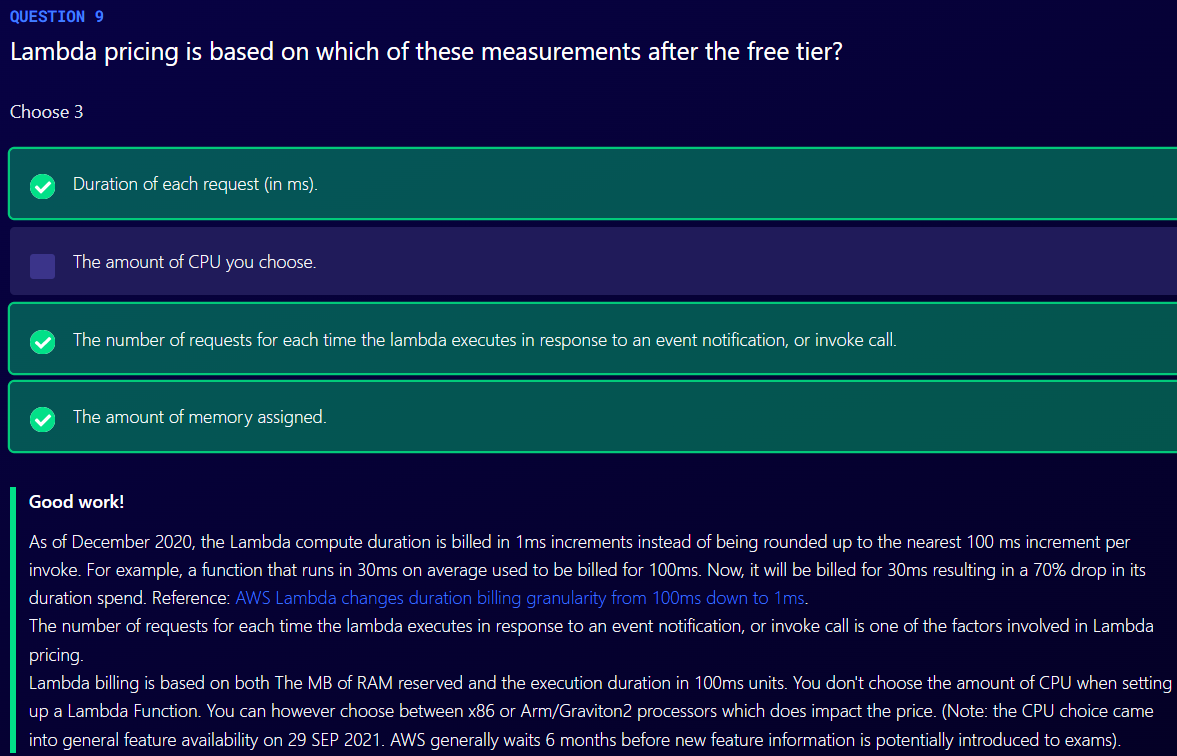 QUESTION 9
Lambda pricing is based on which of these measurements after the free tier?
Choose 3
Duration of each request (in ms).
The amount of CPU you choose.
The number of requests for each time the lambda executes in response to an event notification, or invoke call.
The amount of memory assigned.
Good work!
As of December 2020, the Lambda compute duration is billed in 1ms increments instead of being rounded up to the nearest 100 ms increment per
invoke. For example, a function that runs in 30ms on average used to be billed for 100ms. Now, it will be billed for 30ms resulting in a 70% drop in its
duration spend. Reference: AWS Lambda changes duration billing granularity from 100ms down to 1ms.
The number of requests for each time the lambda executes in response to an event notification, or invoke call is one of the factors involved in Lambda
pricing.
Lambda billing is based on both The MB of RAM reserved and the execution duration in 100ms units. You don't choose the amount of CPU when setting
up a Lambda Function. You can however choose between x86 or Arm/Graviton2 processors which does impact the price. (Note: the CPU choice came
into general feature availability on 29 SEP 2021. AWS generally waits 6 months before new feature information is potentially introduced to exams).